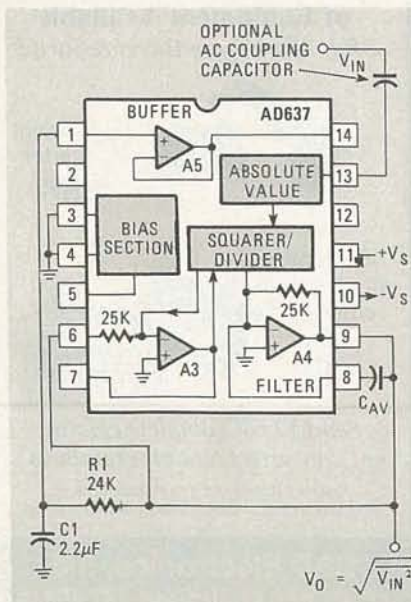 OPTIONAL
AC COUPLING
CAPACITOR
V_IN
BUFFER
AD637
1
14
A5
2
ABSOLUTE
VALUE
13
3
12
BIAS
SECTION
SQUARER/
DIVIDER
4
11
+V_S
5
10
-V_S
25K
25K
6
9
A3
A4
7
FILTER
8
C_AV
R1
24K
C1
2.2μF
V_O = √V_IN²